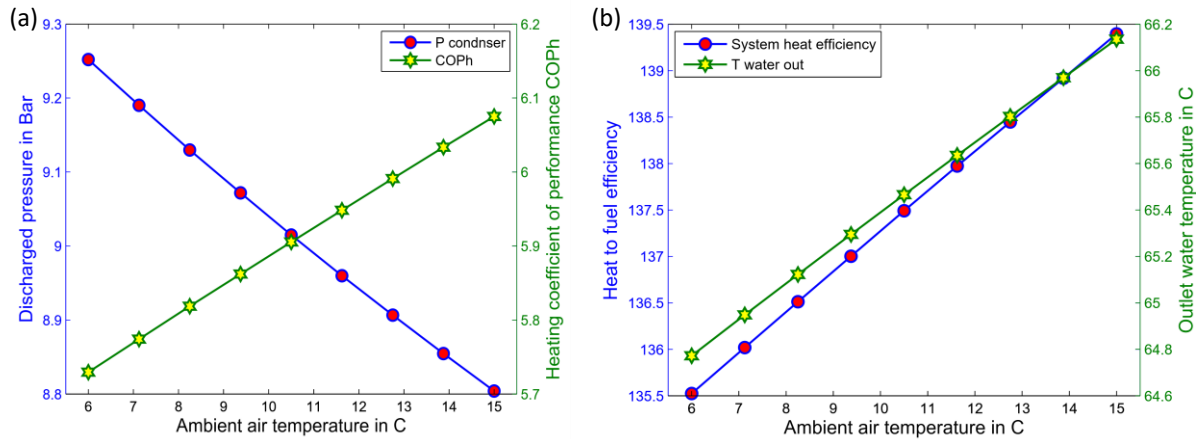 (a)
P condnser
COPh
Discharged pressure in Bar
9.3
9.2
9.1
9
8.9
8.8
Heating coefficient of performance COPh
6.2
6.1
6
5.9
5.8
5.7
6 7 8 9 10 11 12 13 14 15
Ambient air temperature in C
(b)
System heat efficiency
T water out
Heat to fuel efficiency
139.5
139
138.5
138
137.5
137
136.5
136
135.5
Outlet water temperature in C
66.2
66
65.8
65.6
65.4
65.2
65
64.8
64.6
6 7 8 9 10 11 12 13 14 15
Ambient air temperature in C